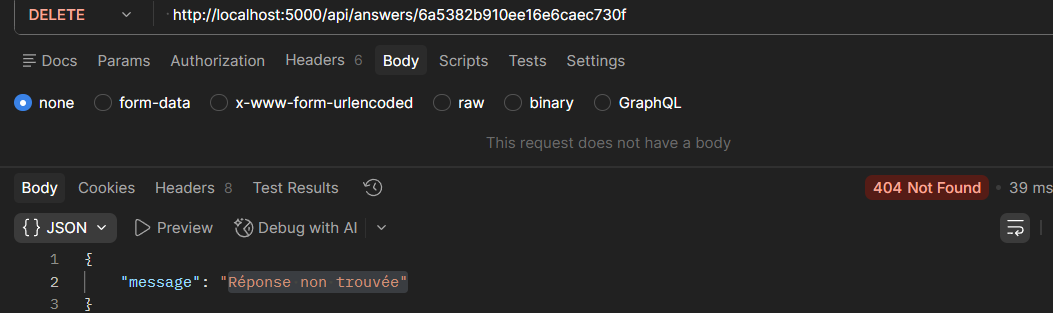 DELETE http://localhost:5000/api/answers/6a5382b910ee16e6caec730f
Docs Params Authorization Headers 6 Body Scripts Tests Settings
none form-data x-www-form-urlencoded raw binary GraphQL
This request does not have a body
Body Cookies Headers 8 Test Results 404 Not Found • 39 ms
{} JSON Preview Debug with AI
1 {
2 "message": "Réponse non trouvée"
3 }